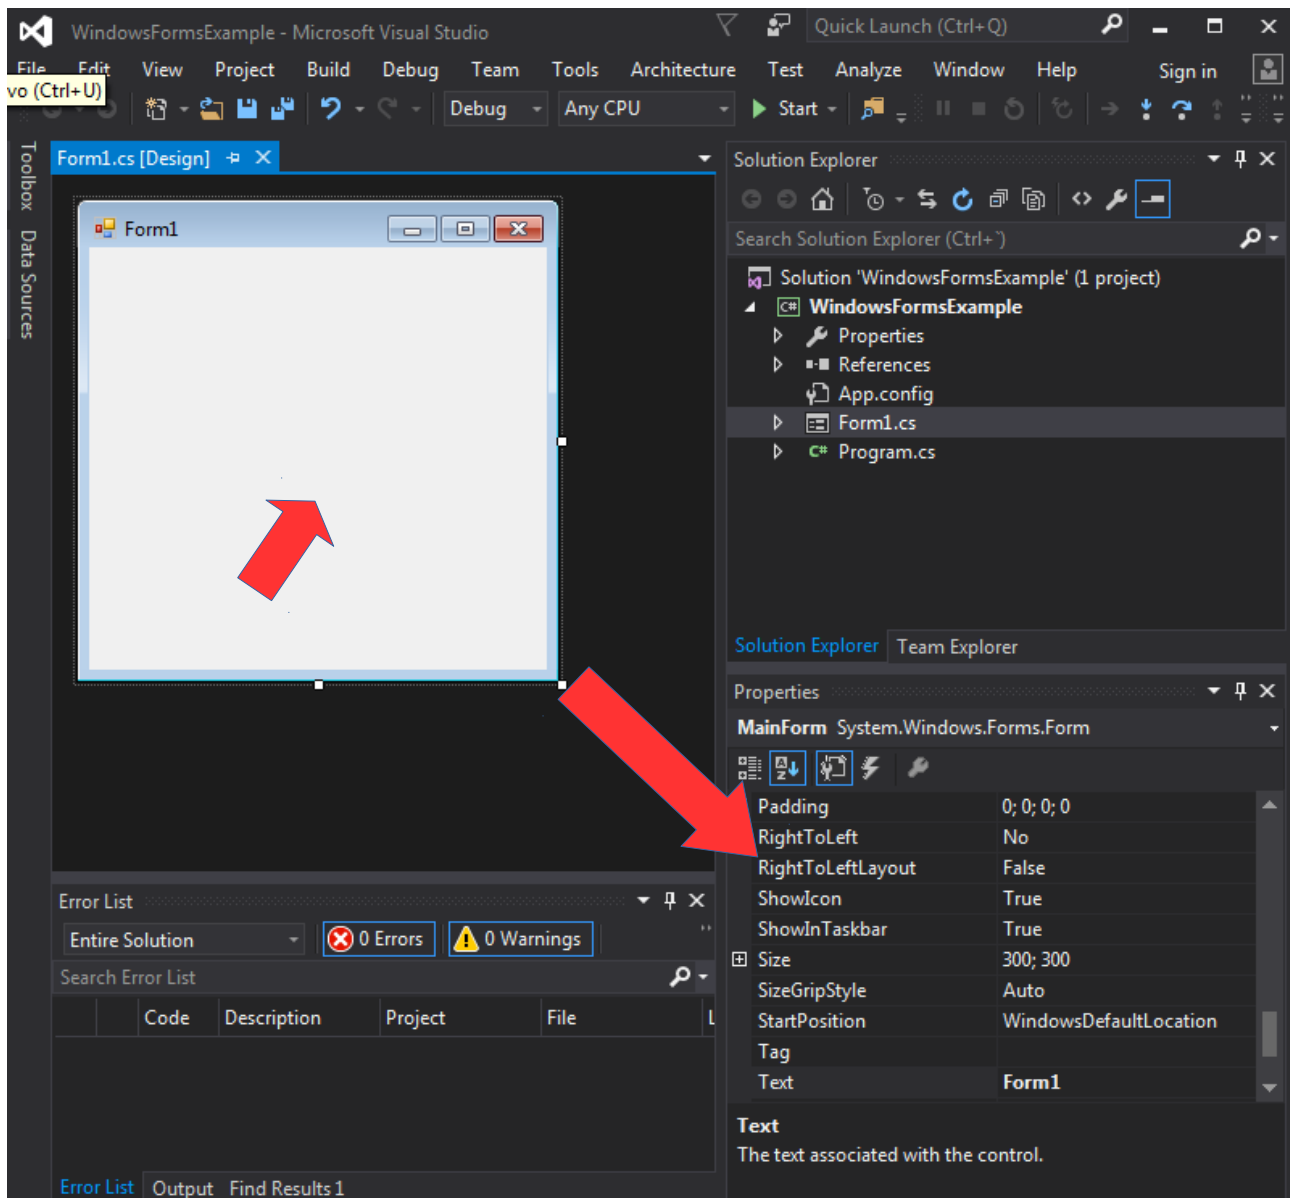 WindowsFormsExample - Microsoft Visual Studio
Quick Launch (Ctrl+Q)
File Edit View Project Build Debug Team Tools Architecture Test Analyze Window Help Sign in
vo (Ctrl+U)
Debug Any CPU Start
Toolbox
Data Sources
Form1.cs [Design]
Form1
Solution Explorer
Search Solution Explorer (Ctrl+`)
Solution 'WindowsFormsExample' (1 project)
C# WindowsFormsExample
Properties
References
App.config
Form1.cs
C# Program.cs
Solution Explorer Team Explorer
Properties
MainForm System.Windows.Forms.Form
Padding 0; 0; 0; 0
RightToLeft No
RightToLeftLayout False
ShowIcon True
ShowInTaskbar True
Size 300; 300
SizeGripStyle Auto
StartPosition WindowsDefaultLocation
Tag
Text Form1
Text
The text associated with the control.
Error List
Entire Solution 0 Errors 0 Warnings
Search Error List
Code Description Project File L
Error List Output Find Results 1